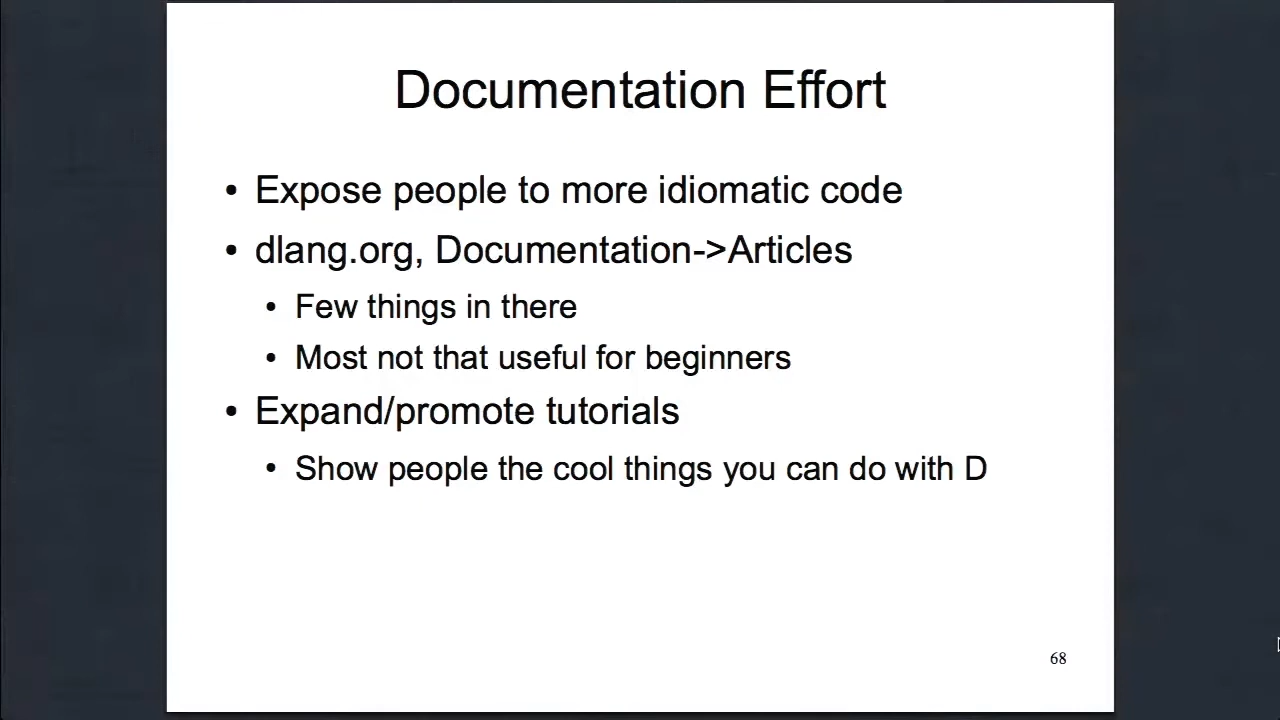 Documentation Effort
• Expose people to more idiomatic code
• dlang.org, Documentation->Articles
• Few things in there
• Most not that useful for beginners
• Expand/promote tutorials
• Show people the cool things you can do with D
68